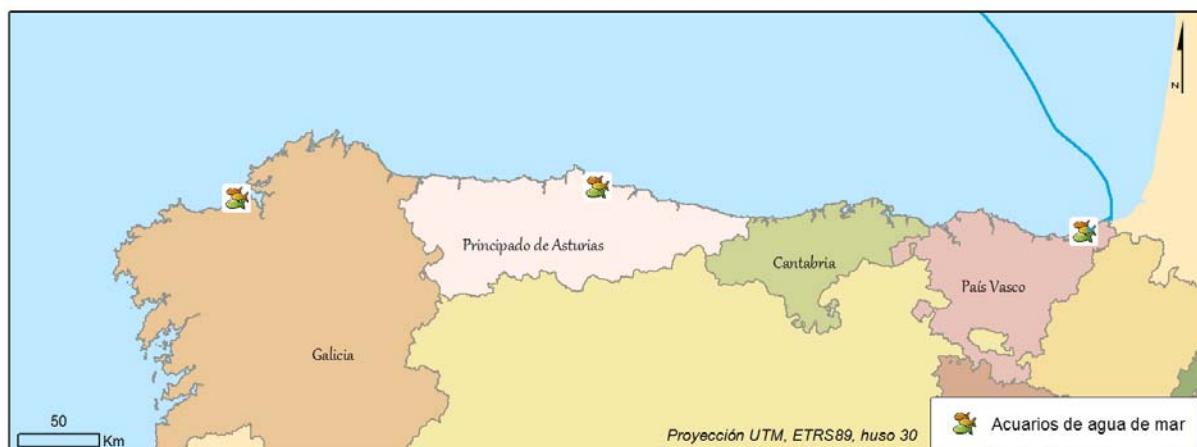 N
Principado de Asturias
Cantabria
País Vasco
Galicia
50
Km
Proyección UTM, ETRS89, huso 30
Acuarios de agua de mar